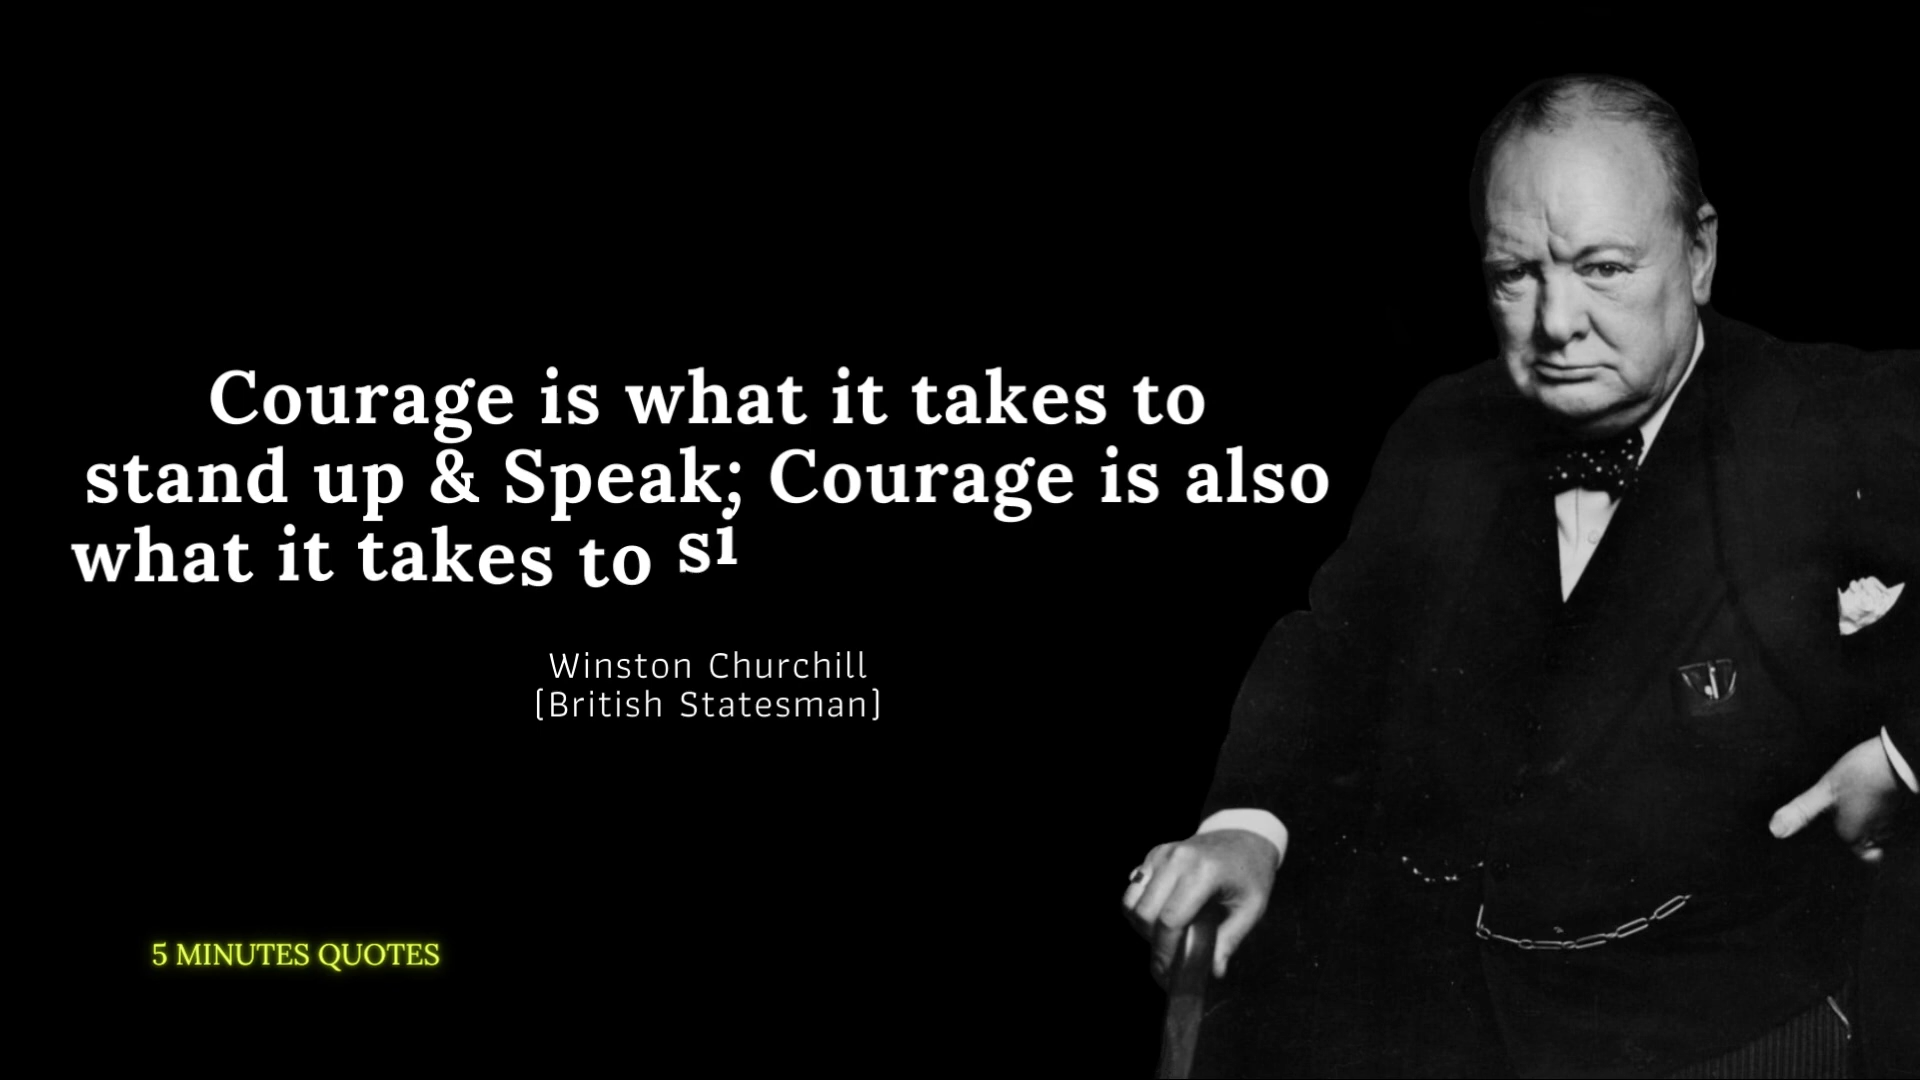 Courage is what it takes to
stand up & Speak; Courage is also
what it takes to si
Winston Churchill
[British Statesman]
5 MINUTES QUOTES